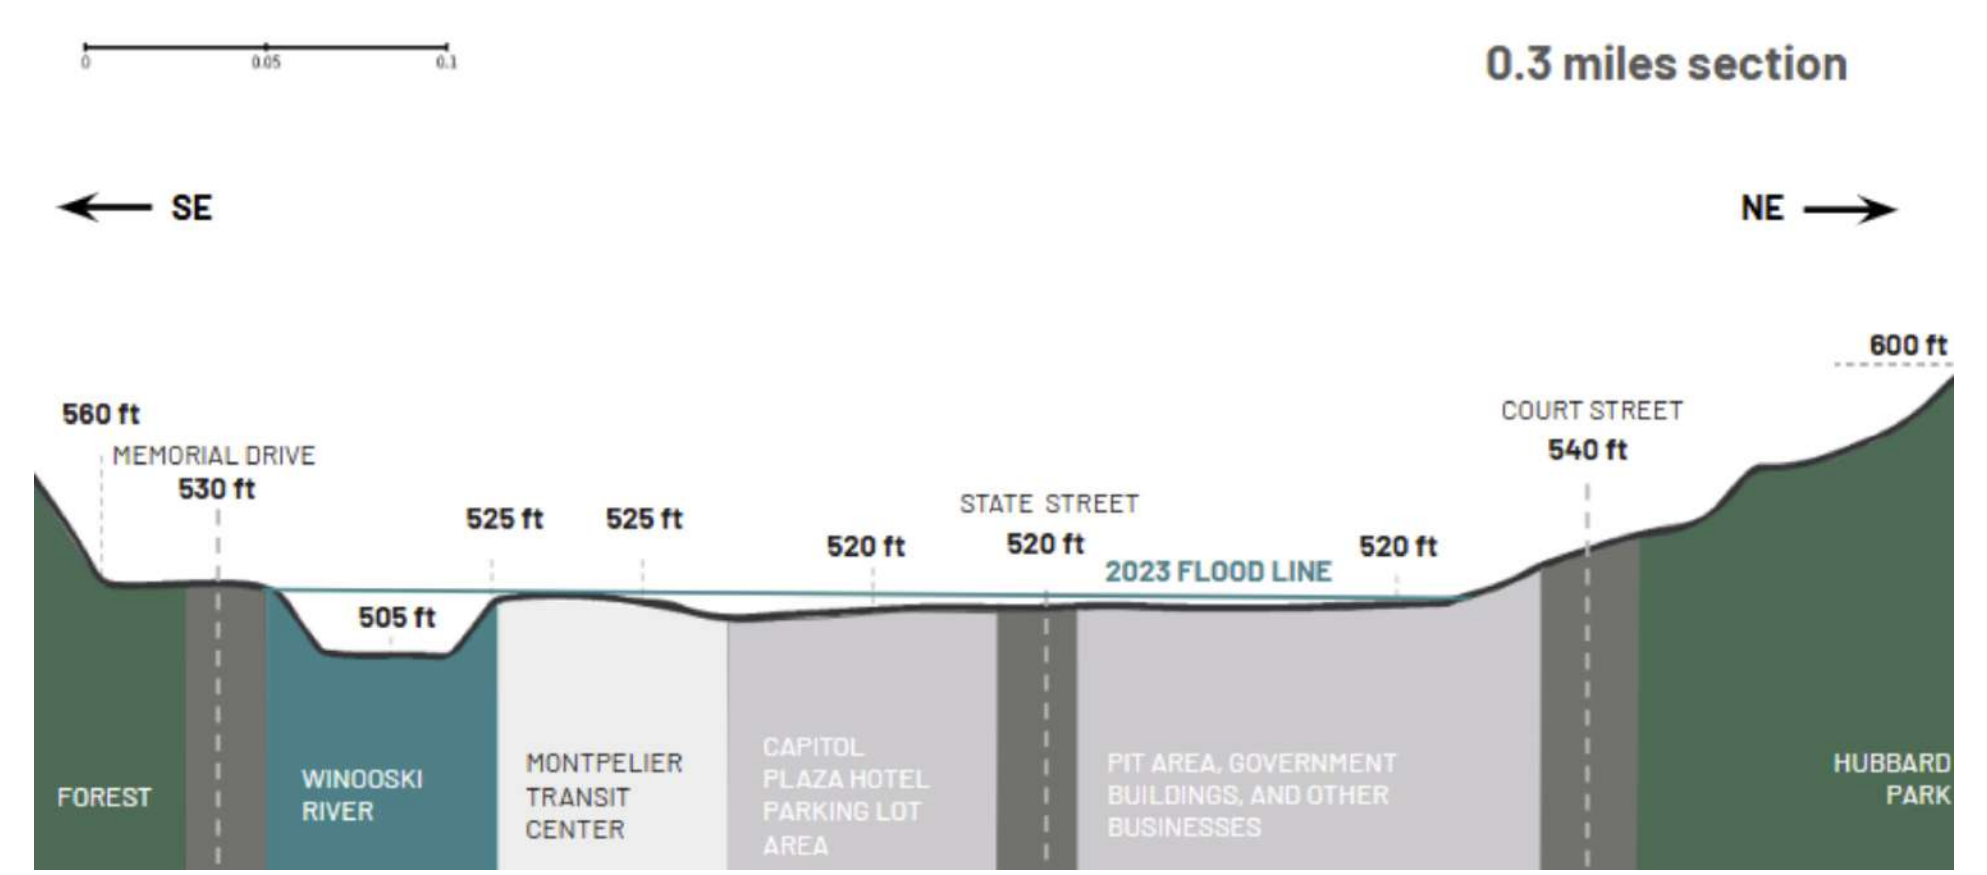 0 0.05 0.1
0.3 miles section
SE
NE
600 ft
560 ft
MEMORIAL DRIVE
530 ft
525 ft
525 ft
520 ft
STATE STREET
520 ft
2023 FLOOD LINE
520 ft
COURT STREET
540 ft
505 ft
FOREST
WINOOSKI
RIVER
MONTPELIER
TRANSIT
CENTER
CAPITOL
PLAZA HOTEL
PARKING LOT
AREA
PIT AREA, GOVERNMENT
BUILDINGS, AND OTHER
BUSINESSES
HUBBARD
PARK